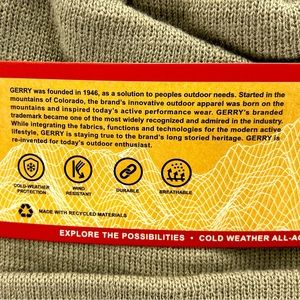 GERRY was founded in 1946, as a solution to peoples outdoor needs. Started in the
mountains of Colorado, the brand's innovative outdoor apparel was born on the
mountains and inspired today's active performance wear. GERRY's branded
trademark became one of the most widely recognized and admired in the industry.
While integrating the fabrics, functions and technologies for the modern active
lifestyle, GERRY is staying true to the brand's long storied heritage. GERRY is
re-invented for today's outdoor enthusiast.
COLD-WEATHER
PROTECTION
WIND
RESISTANT
DURABLE
BREATHABLE
MADE WITH RECYCLED MATERIALS
EXPLORE THE POSSIBILITIES • COLD WEATHER ALL-A